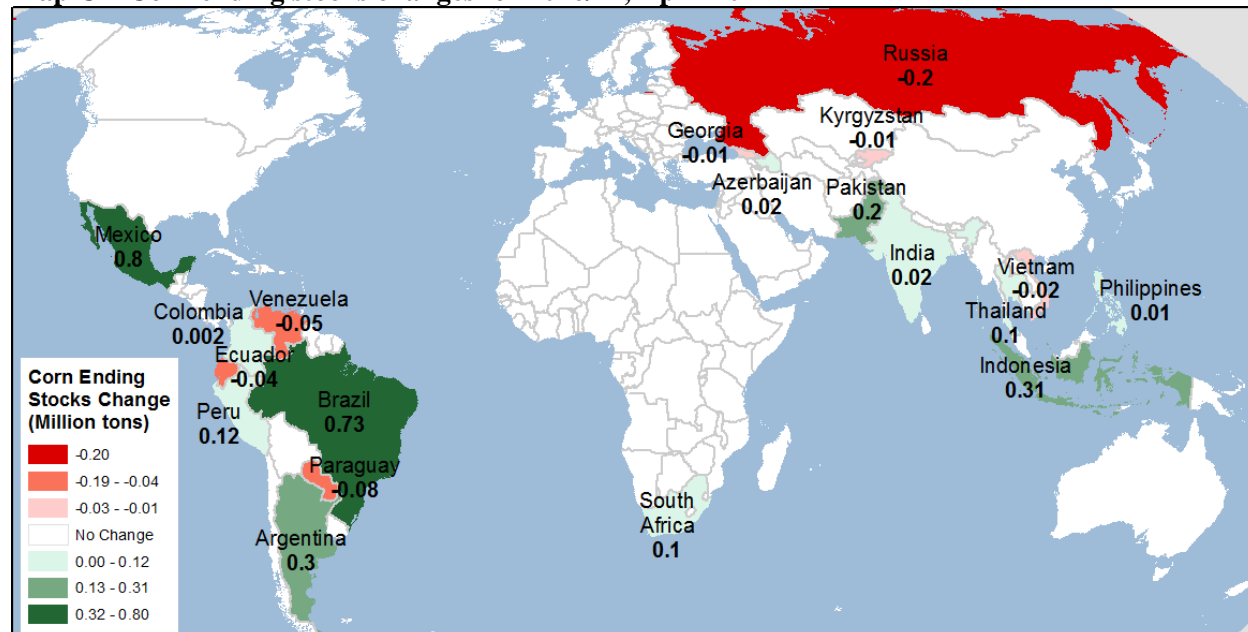 Russia
-0.2
Kyrgyzstan
-0.01
Georgia
-0.01
Azerbaijan
0.02
Pakistan
0.2
India
0.02
Vietnam
-0.02
Philippines
0.01
Thailand
0.1
Indonesia
0.31
Mexico
0.8
Venezuela
-0.05
Colombia
0.002
Ecuador
-0.04
Peru
0.12
Brazil
0.73
Paraguay
-0.08
Argentina
0.3
South
Africa
0.1
Corn Ending
Stocks Change
(Million tons)
-0.20
-0.19 - -0.04
-0.03 - -0.01
No Change
0.00 - 0.12
0.13 - 0.31
0.32 - 0.80